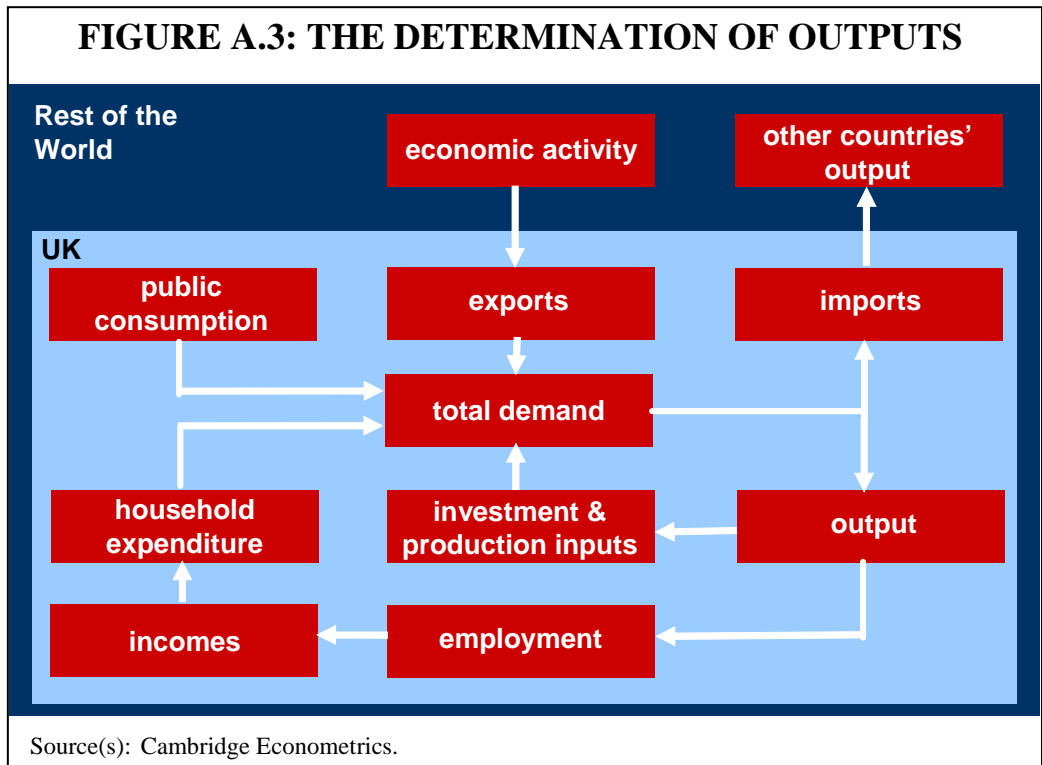 FIGURE A.3: THE DETERMINATION OF OUTPUTS
Rest of the
World
economic activity
other countries’
output
UK
public
consumption
exports
imports
total demand
household
expenditure
investment &
production inputs
output
incomes
employment
Source(s): Cambridge Econometrics.